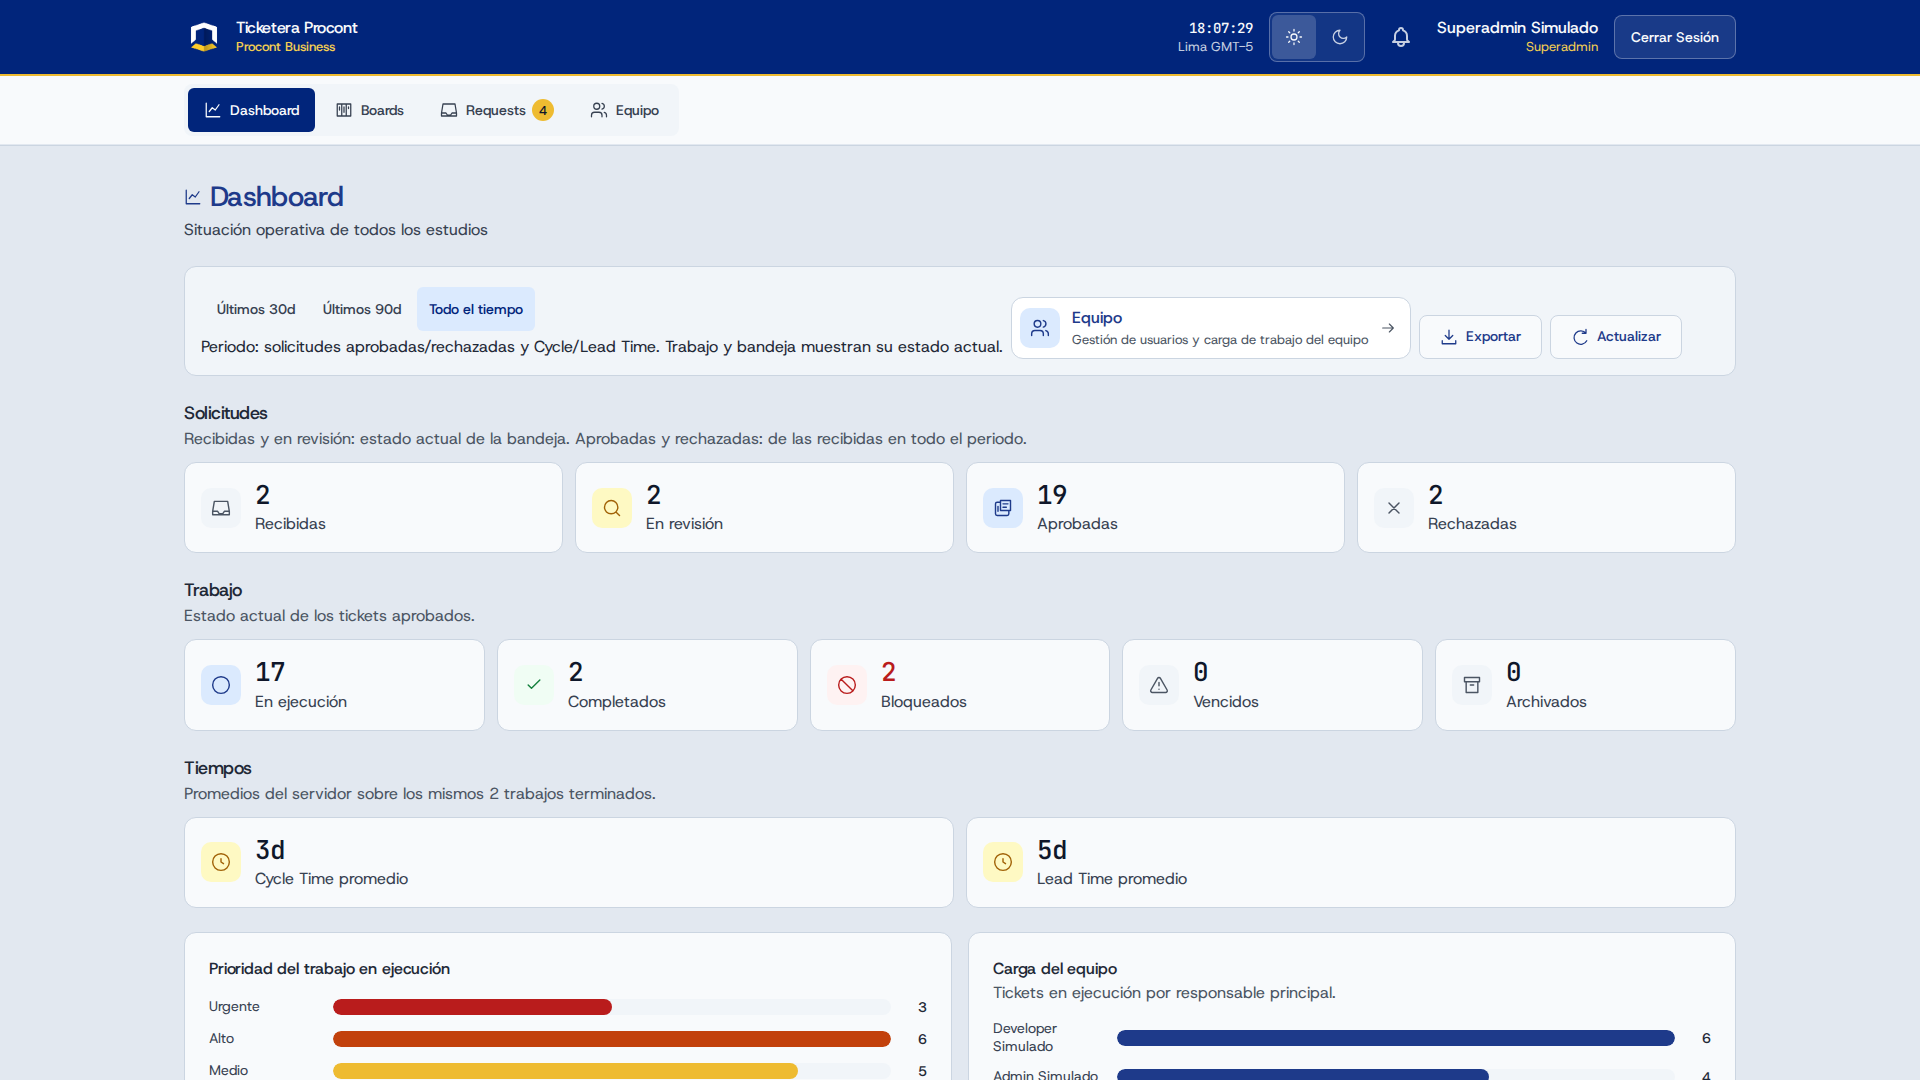 Ticketera Procont
Procont Business
18:07:29
Lima GMT-5
Superadmin Simulado
Superadmin
Cerrar Sesión
Dashboard
Boards
Requests 4
Equipo
Dashboard
Situación operativa de todos los estudios
Últimos 30d
Últimos 90d
Todo el tiempo
Periodo: solicitudes aprobadas/rechazadas y Cycle/Lead Time. Trabajo y bandeja muestran su estado actual.
Equipo
Gestión de usuarios y carga de trabajo del equipo
Exportar
Actualizar
Solicitudes
Recibidas y en revisión: estado actual de la bandeja. Aprobadas y rechazadas: de las recibidas en todo el periodo.
2
Recibidas
2
En revisión
19
Aprobadas
2
Rechazadas
Trabajo
Estado actual de los tickets aprobados.
17
En ejecución
2
Completados
2
Bloqueados
0
Vencidos
0
Archivados
Tiempos
Promedios del servidor sobre los mismos 2 trabajos terminados.
3d
Cycle Time promedio
5d
Lead Time promedio
Prioridad del trabajo en ejecución
Urgente 3
Alto 6
Medio 5
Carga del equipo
Tickets en ejecución por responsable principal.
Developer
Simulado 6
Admin Simulado 4